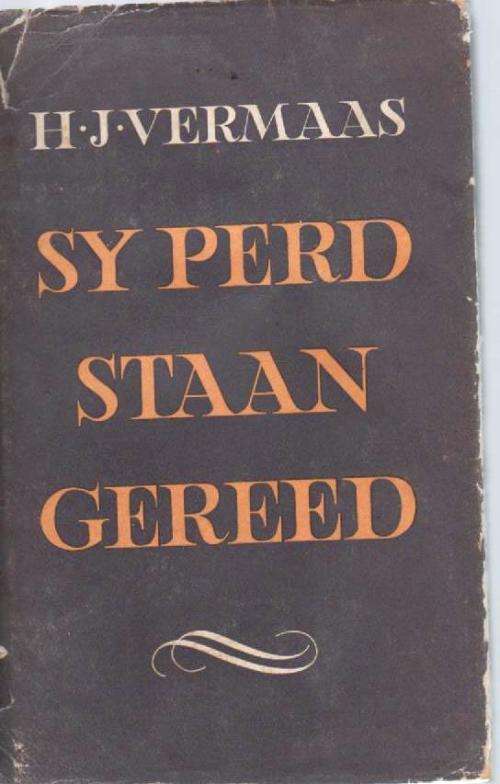 H·J·VERMAAS
SY PERD
STAAN
GEREED